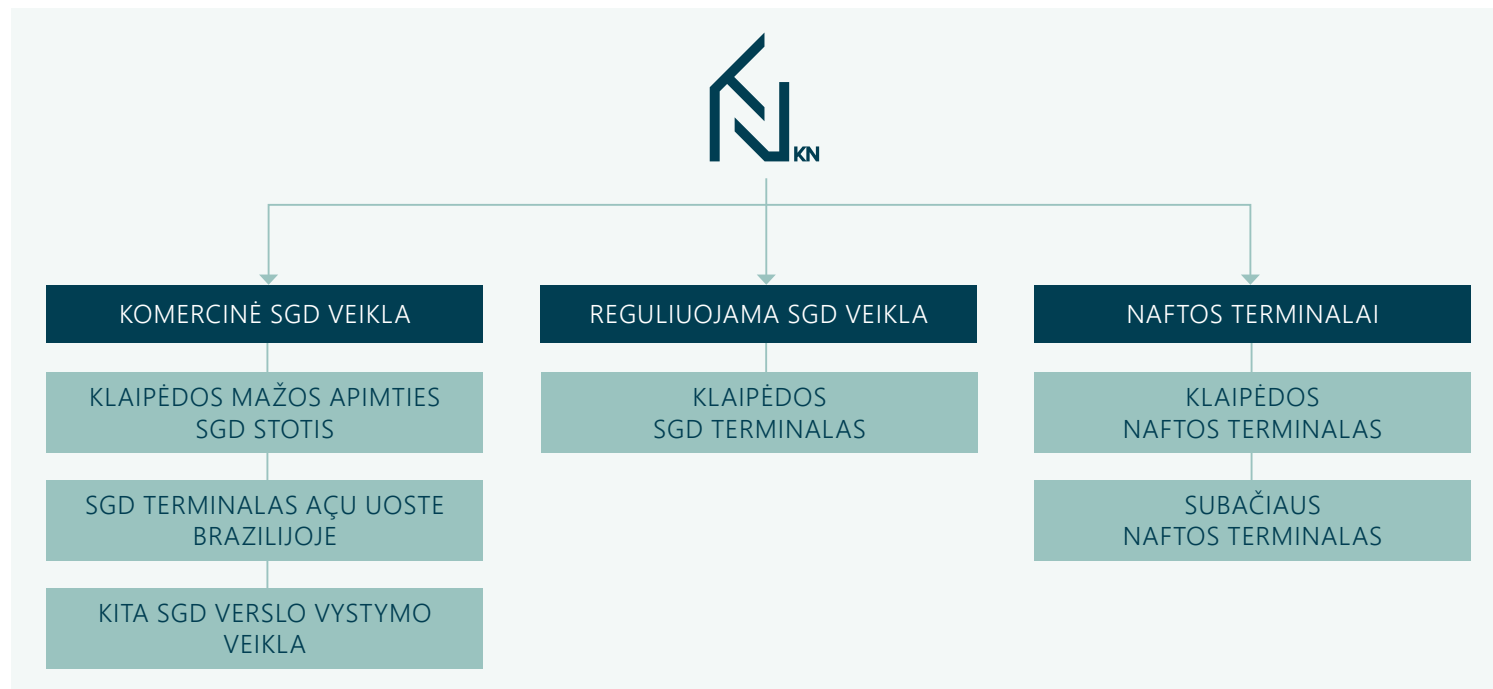 KN
KOMERCINĖ SGD VEIKLA
KLAIPĖDOS MAŽOS APIMTIES
SGD STOTIS
SGD TERMINALAS AÇU UOSTE
BRAZILIJOJE
KITA SGD VERSLO VYSTYMO
VEIKLA
REGULIUOJAMA SGD VEIKLA
KLAIPĖDOS
SGD TERMINALAS
NAFTOS TERMINALAI
KLAIPĖDOS
NAFTOS TERMINALAS
SUBAČIAUS
NAFTOS TERMINALAS